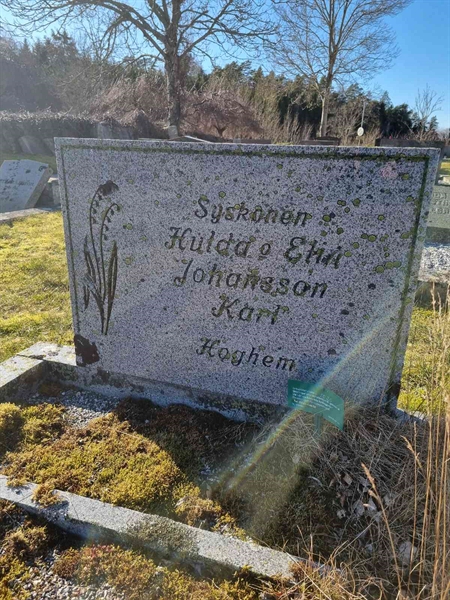 Syskonen
Hulda o Elin
Johansson
Karl
Hoghem